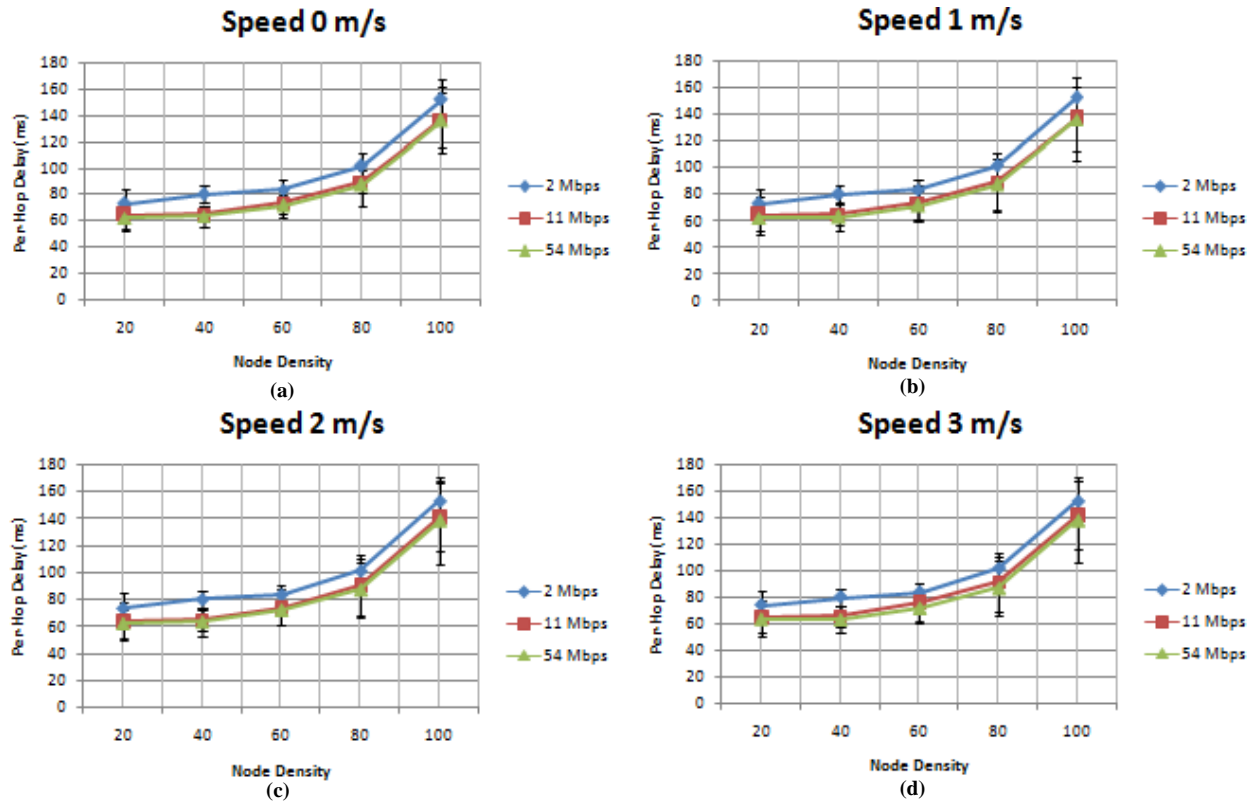 Speed 0 m/s
Per-Hop Delay (ms)
180
160
140
120
100
80
60
40
20
0
20 40 60 80 100
Node Density
2 Mbps
11 Mbps
54 Mbps
(a)
Speed 1 m/s
Per-Hop Delay (ms)
180
160
140
120
100
80
60
40
20
0
20 40 60 80 100
Node Density
2 Mbps
11 Mbps
54 Mbps
(b)
Speed 2 m/s
Per-Hop Delay (ms)
180
160
140
120
100
80
60
40
20
0
20 40 60 80 100
Node Density
2 Mbps
11 Mbps
54 Mbps
(c)
Speed 3 m/s
Per-Hop Delay (ms)
180
160
140
120
100
80
60
40
20
0
20 40 60 80 100
Node Density
2 Mbps
11 Mbps
54 Mbps
(d)